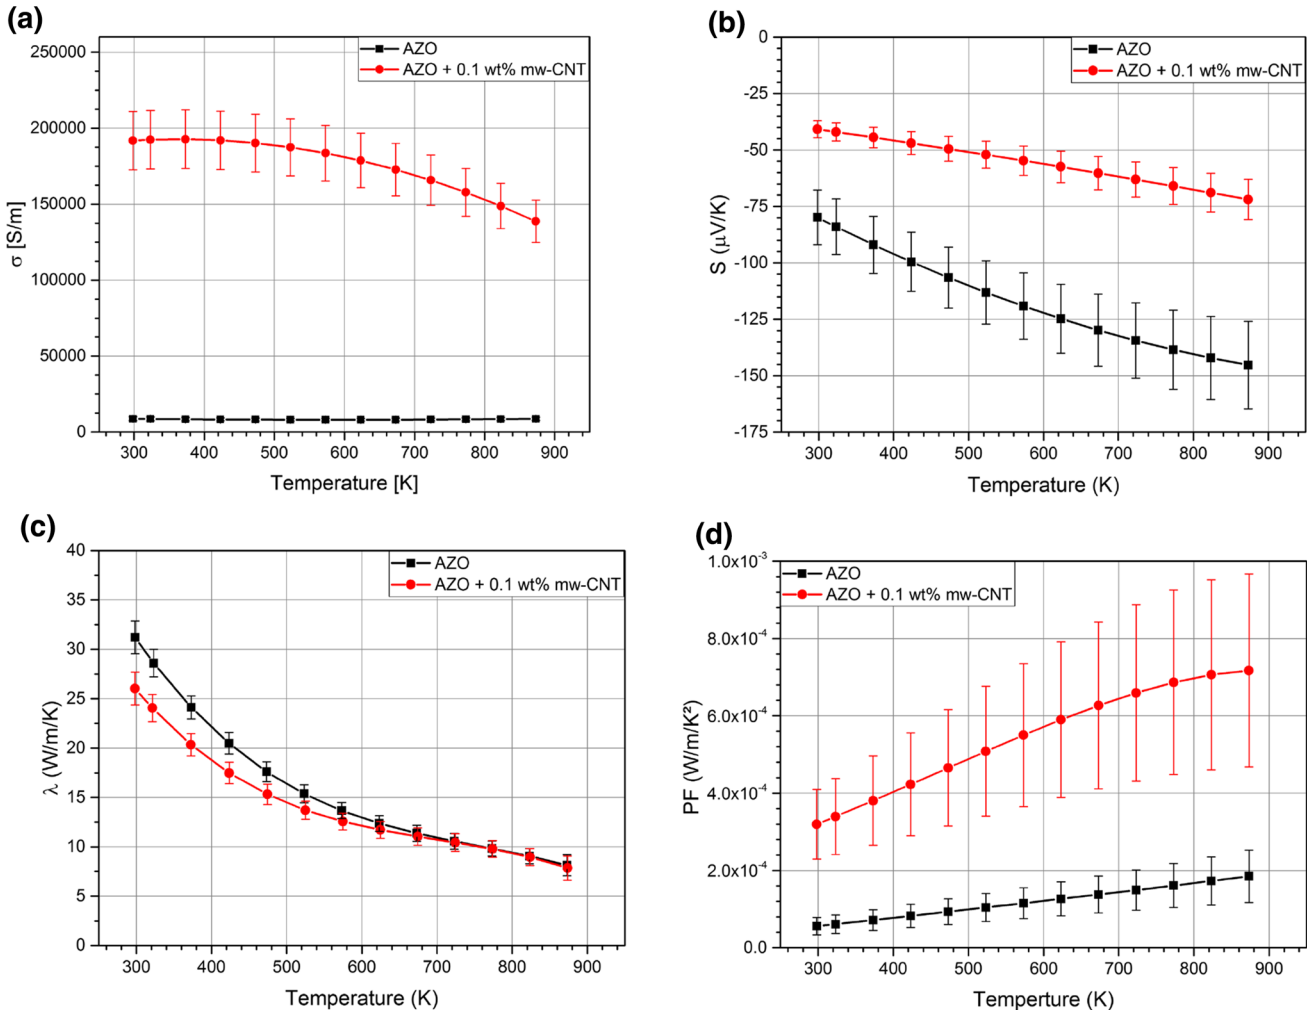 (a)
250000
200000
150000
100000
50000
0
σ [S/m]
AZO
AZO + 0.1 wt% mw-CNT
300 400 500 600 700 800 900
Temperature [K]
(b)
0
-25
-50
-75
-100
-125
-150
-175
S (µV/K)
AZO
AZO + 0.1 wt% mw-CNT
300 400 500 600 700 800 900
Temperature (K)
(c)
40
35
30
25
20
15
10
5
0
λ (W/m/K)
AZO
AZO + 0.1 wt% mw-CNT
300 400 500 600 700 800 900
Temperature (K)
(d)
1.0x10⁻³
8.0x10⁻⁴
6.0x10⁻⁴
4.0x10⁻⁴
2.0x10⁻⁴
0.0
PF (W/m/K²)
AZO
AZO + 0.1 wt% mw-CNT
300 400 500 600 700 800 900
Temperture (K)